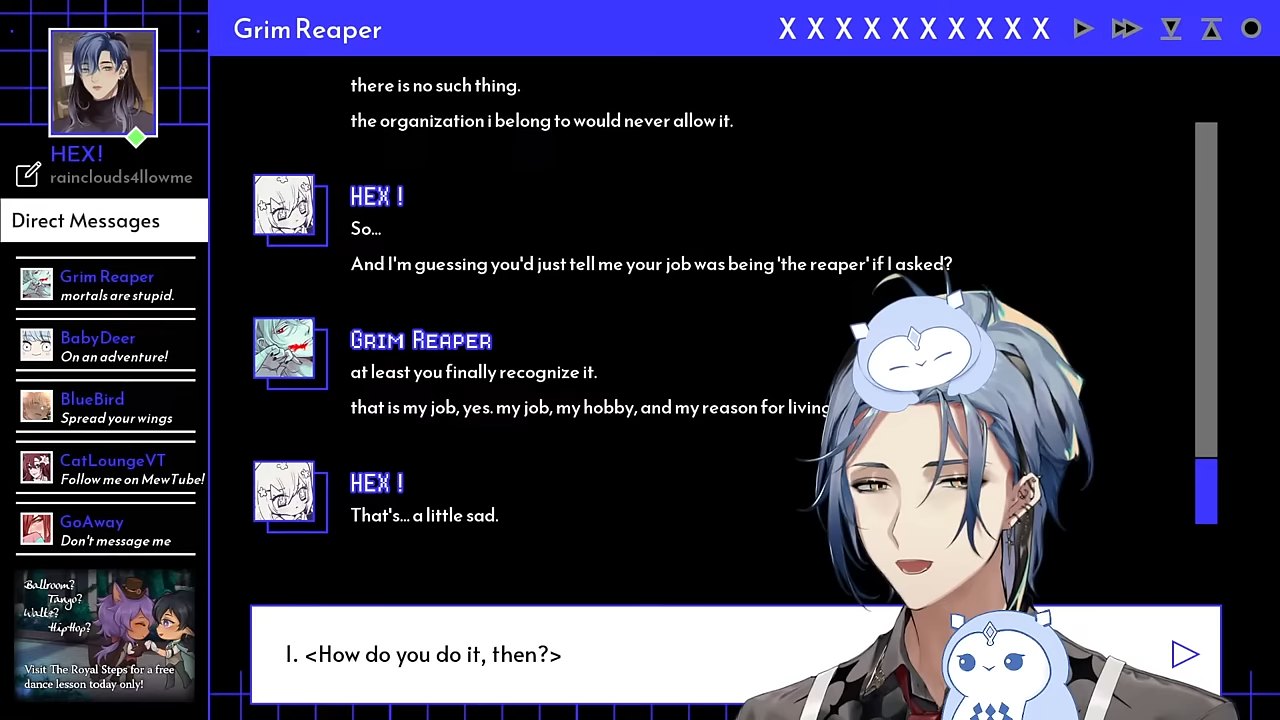 Grim Reaper
X X X X X X X X X X
HEX!
rainclouds4llowme
Direct Messages
Grim Reaper
mortals are stupid.
BabyDeer
On an adventure!
BlueBird
Spread your wings
CatLoungeVT
Follow me on MewTube!
GoAway
Don't message me
Ballroom?
Tango?
Waltz?
HipHop?
Visit The Royal Steps for a free
dance lesson today only!
there is no such thing.
the organization i belong to would never allow it.
HEX !
So...
And I'm guessing you'd just tell me your job was being 'the reaper' if I asked?
Grim Reaper
at least you finally recognize it.
that is my job, yes. my job, my hobby, and my reason for living
HEX !
That's... a little sad.
1. <How do you do it, then?>